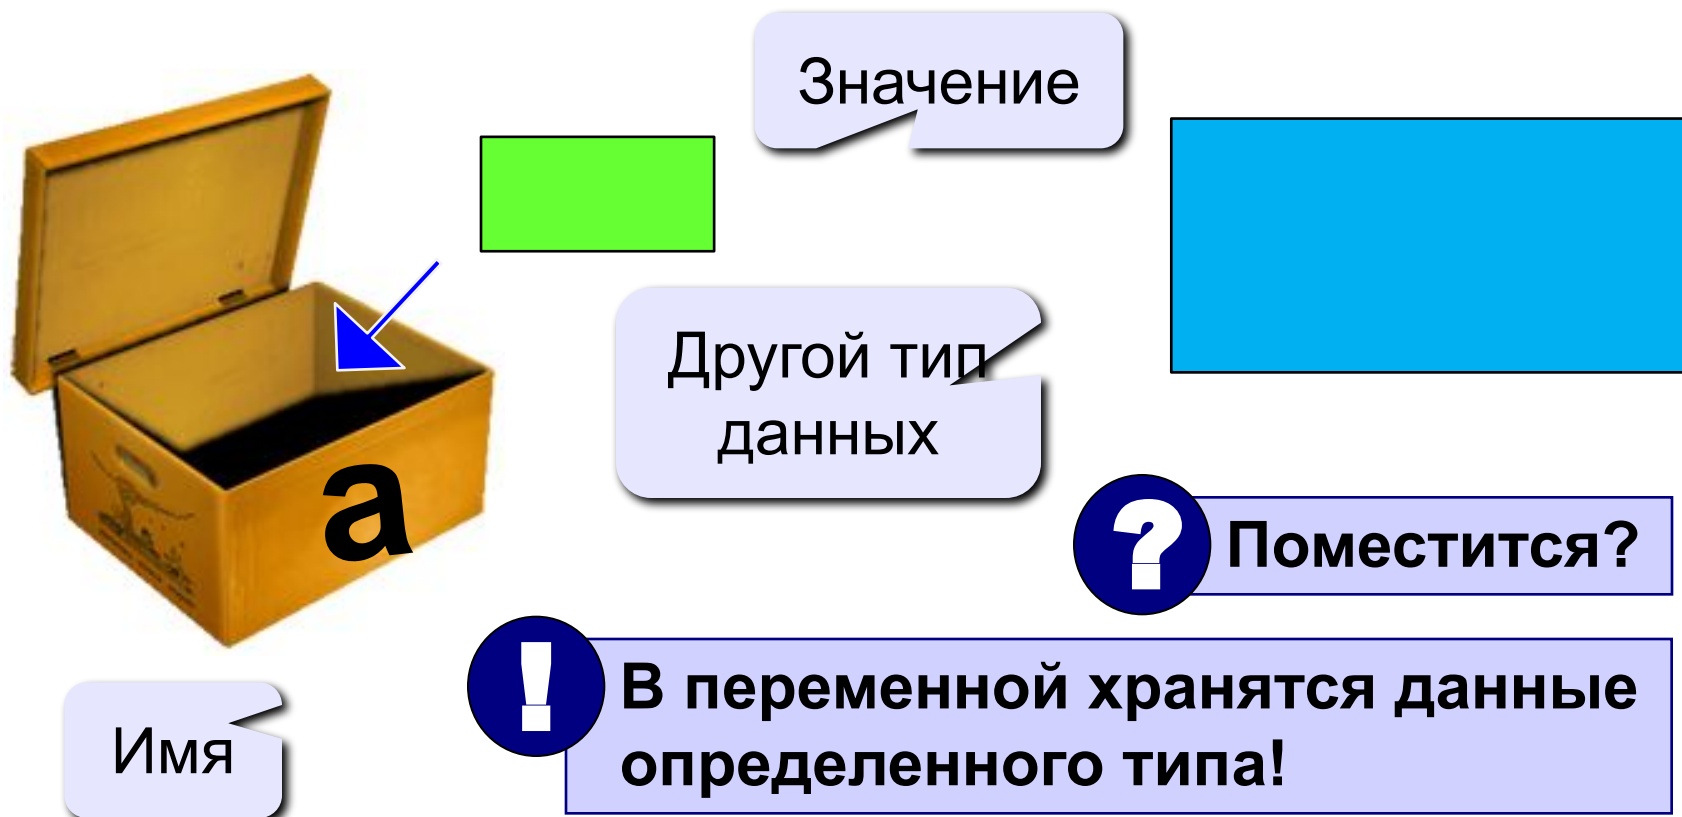 Значение
Другой тип
данных
a
?
Поместится?
!
В переменной хранятся данные
определенного типа!
Имя